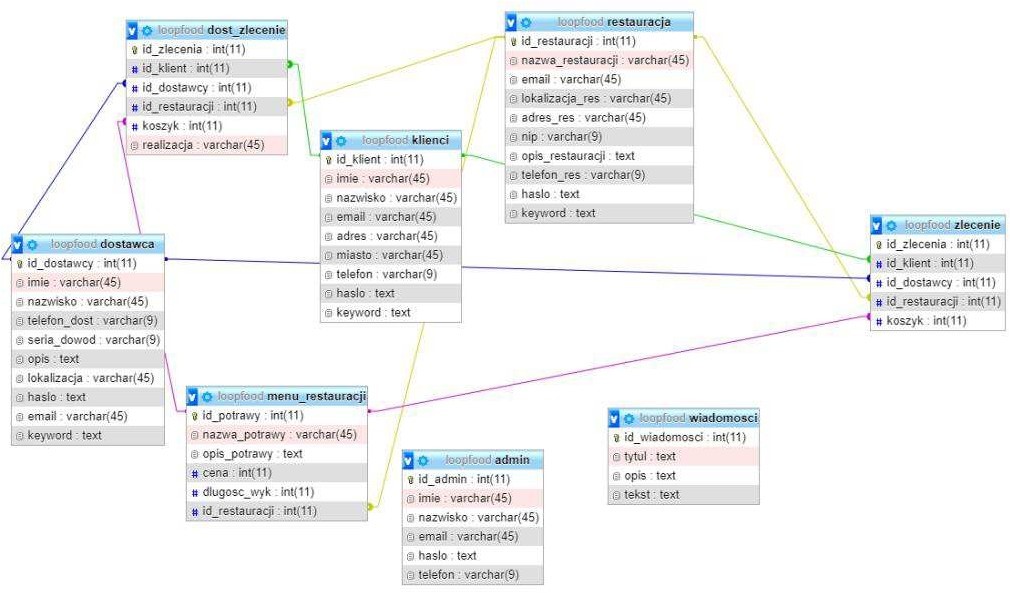 loopfood dost_zlecenie
id_zlecenia : int(11)
id_klient : int(11)
id_dostawcy : int(11)
id_restauracji : int(11)
koszyk : int(11)
realizacja : varchar(45)
loopfood restauracja
id_restauracji : int(11)
nazwa_restauracji : varchar(45)
email : varchar(45)
lokalizacja_res : varchar(45)
adres_res : varchar(45)
nip : varchar(9)
opis_restauracji : text
telefon_res : varchar(9)
haslo : text
keyword : text
loopfood klienci
id_klient : int(11)
imie : varchar(45)
nazwisko : varchar(45)
email : varchar(45)
adres : varchar(45)
miasto : varchar(45)
telefon : varchar(9)
haslo : text
keyword : text
loopfood zlecenie
id_zlecenia : int(11)
id_klient : int(11)
id_dostawcy : int(11)
id_restauracji : int(11)
koszyk : int(11)
loopfood dostawca
id_dostawcy : int(11)
imie : varchar(45)
nazwisko : varchar(45)
telefon_dost : varchar(9)
seria_dowod : varchar(9)
opis : text
lokalizacja : varchar(45)
haslo : text
email : varchar(45)
keyword : text
loopfood menu_restauracji
id_potrawy : int(11)
nazwa_potrawy : varchar(45)
opis_potrawy : text
cena : int(11)
dlugosc_wyk : int(11)
id_restauracji : int(11)
loopfood admin
id_admin : int(11)
imie : varchar(45)
nazwisko : varchar(45)
email : varchar(45)
haslo : text
telefon : varchar(9)
loopfood wiadomosci
id_wiadomosci : int(11)
tytul : text
opis : text
tekst : text